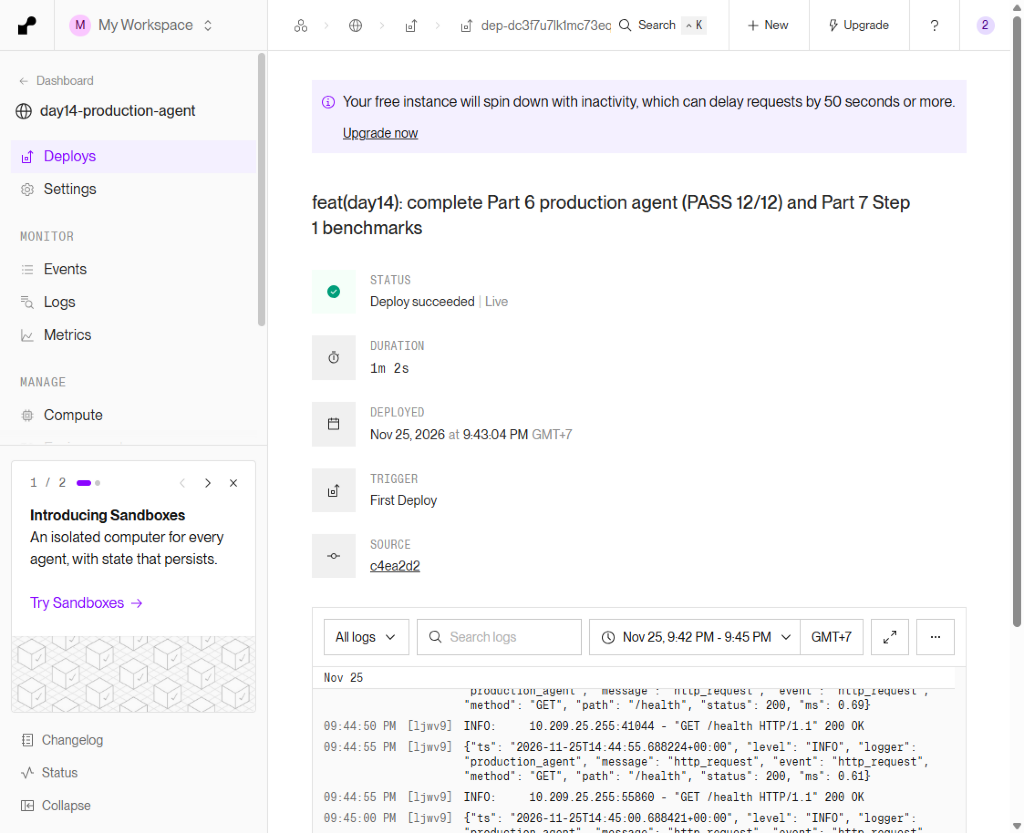 M My Workspace
dep-dc3f7u7lk1mc73eq
Search
K
New
Upgrade
?
2
Dashboard
day14-production-agent
Deploys
Settings
MONITOR
Events
Logs
Metrics
MANAGE
Compute
1 / 2
Introducing Sandboxes
An isolated computer for every
agent, with state that persists.
Try Sandboxes →
Changelog
Status
Collapse
Your free instance will spin down with inactivity, which can delay requests by 50 seconds or more.
Upgrade now
feat(day14): complete Part 6 production agent (PASS 12/12) and Part 7 Step
1 benchmarks
STATUS
Deploy succeeded | Live
DURATION
1m 2s
DEPLOYED
Nov 25, 2026 at 9:43:04 PM GMT+7
TRIGGER
First Deploy
SOURCE
c4ea2d2
All logs
Search logs
Nov 25, 9:42 PM - 9:45 PM
GMT+7
...
Nov 25
"production_agent", "message": "http_request", "event": "http_request",
"method": "GET", "path": "/health", "status": 200, "ms": 0.69}
09:44:50 PM [ljwv9] INFO: 10.209.25.255:41044 - "GET /health HTTP/1.1" 200 OK
09:44:55 PM [ljwv9] {"ts": "2026-11-25T14:44:55.688224+00:00", "level": "INFO", "logger":
"production_agent", "message": "http_request", "event": "http_request",
"method": "GET", "path": "/health", "status": 200, "ms": 0.61}
09:44:55 PM [ljwv9] INFO: 10.209.25.255:55860 - "GET /health HTTP/1.1" 200 OK
09:45:00 PM [ljwv9] {"ts": "2026-11-25T14:45:00.688421+00:00", "level": "INFO", "logger":
"production_agent", "message": "http_request", "event": "http_request",